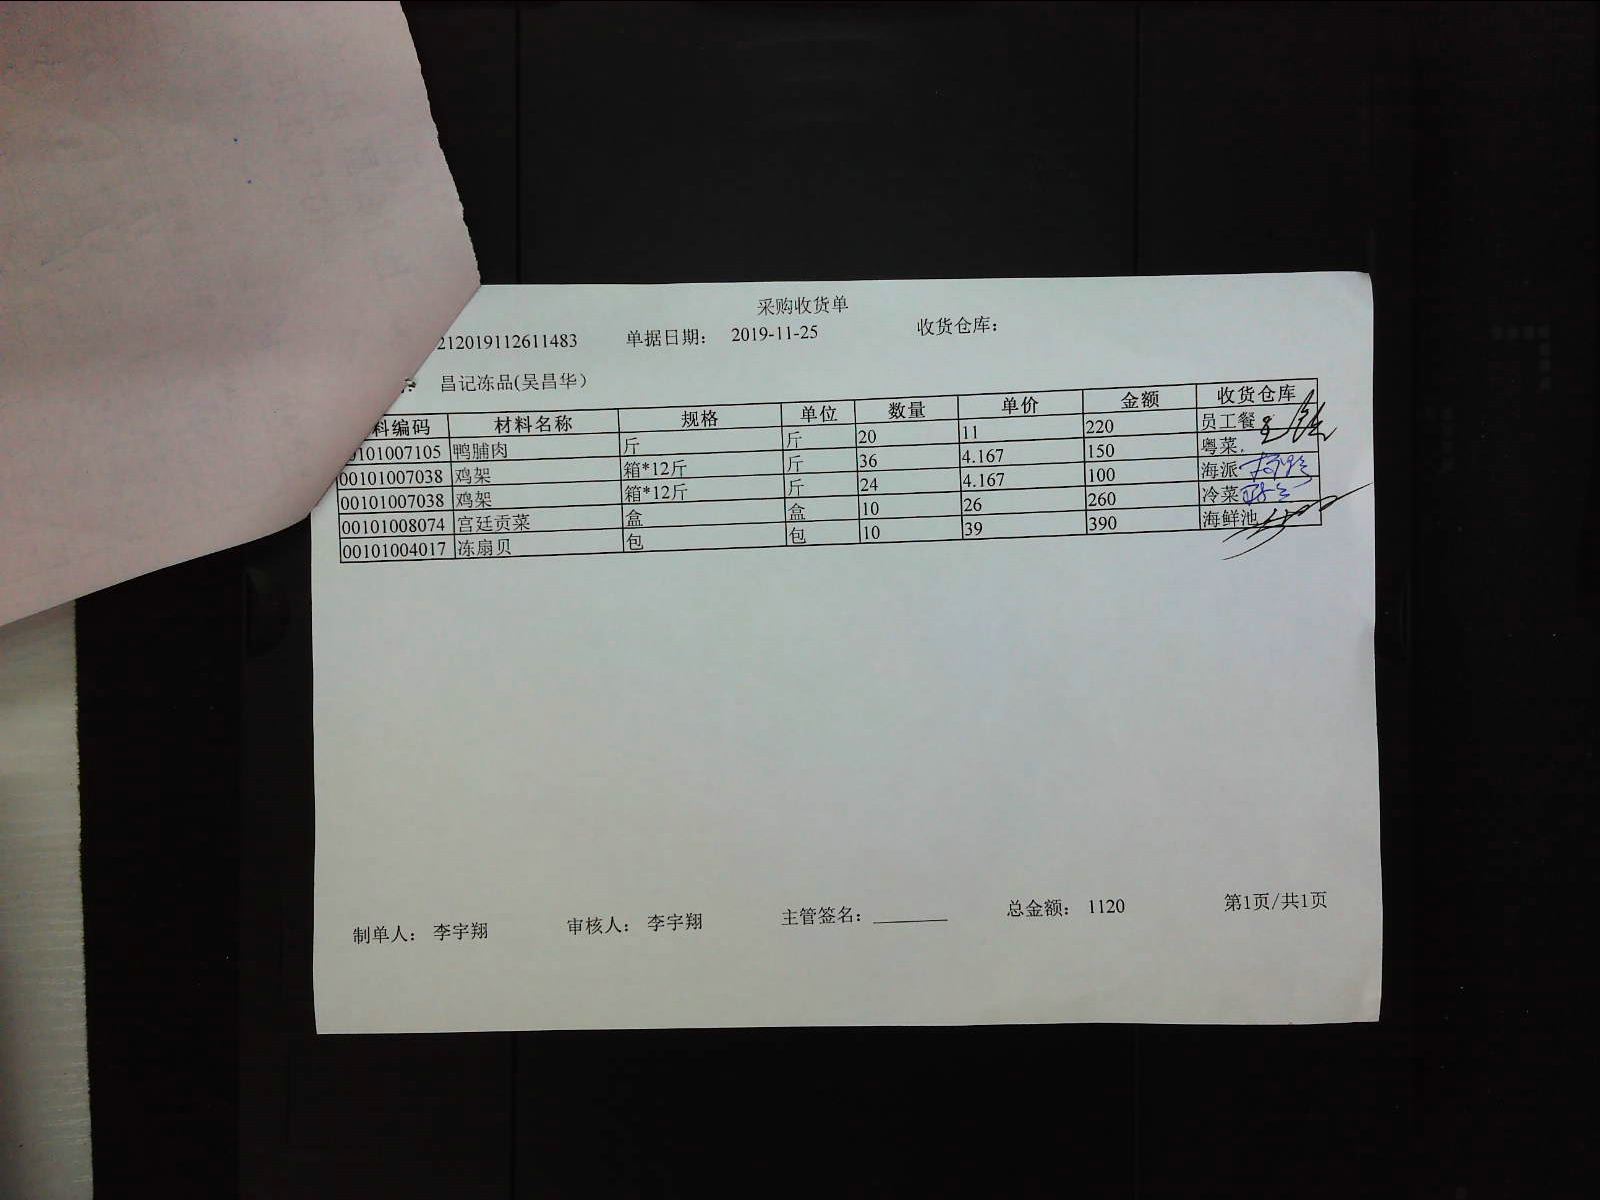 采购收货单
212019112611483 单据日期： 2019-11-25 收货仓库：
昌记冻品(吴昌华）
料编码 材料名称 规格 单位 数量 单价 金额 收货仓库
0101007105 鸭脯肉 斤 斤 20 11 220 员工餐
00101007038 鸡架 箱*12斤 斤 36 4.167 150 粤菜
00101007038 鸡架 箱*12斤 斤 24 4.167 100 海派
00101008074 宫廷贡菜 盒 盒 10 26 260 冷菜
00101004017 冻扇贝 包 包 10 39 390 海鲜池
制单人： 李宇翔 审核人： 李宇翔 主管签名： 总金额： 1120 第1页/共1页